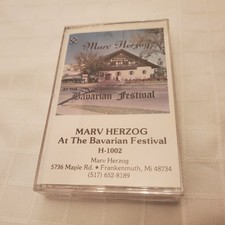 Marv Herzog
AT THE
Bavarian Festival
MARV HERZOG
At The Bavarian Festival
H-1002
Marv Herzog
5736 Maple Rd. • Frankenmuth, Mi 48734
(517) 652-8189